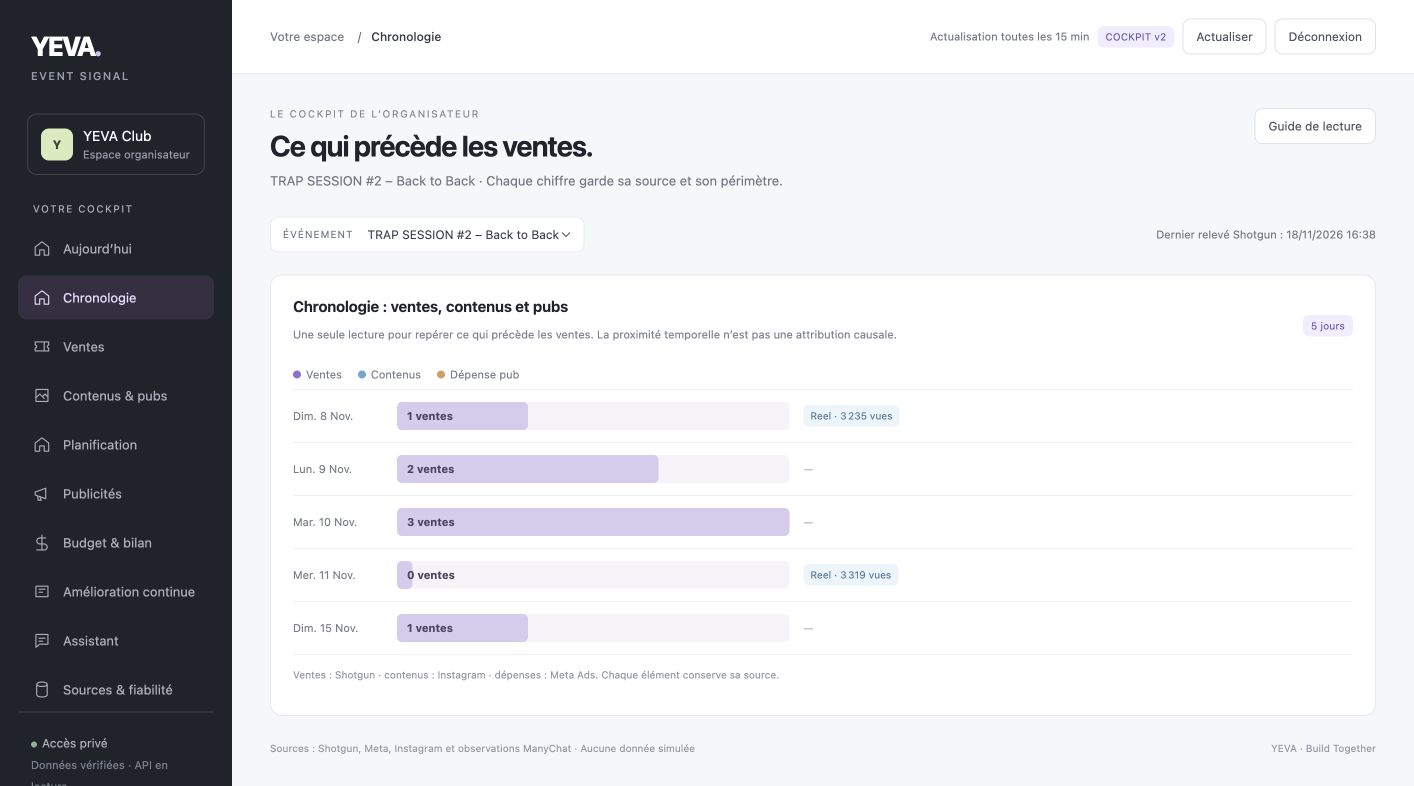 YEVA.
EVENT SIGNAL
Y
YEVA Club
Espace organisateur
VOTRE COCKPIT
Aujourd'hui
Chronologie
Ventes
Contenus & pubs
Planification
Publicités
Budget & bilan
Amélioration continue
Assistant
Sources & fiabilité
Accès privé
Données vérifiées · API en
lecture
Votre espace / Chronologie
Actualisation toutes les 15 min
COCKPIT v2
Actualiser
Déconnexion
LE COCKPIT DE L'ORGANISATEUR
Ce qui précède les ventes.
TRAP SESSION #2 – Back to Back · Chaque chiffre garde sa source et son périmètre.
Guide de lecture
ÉVÉNEMENT TRAP SESSION #2 – Back to Back
Dernier relevé Shotgun : 18/11/2026 16:38
Chronologie : ventes, contenus et pubs
Une seule lecture pour repérer ce qui précède les ventes. La proximité temporelle n'est pas une attribution causale.
5 jours
Ventes Contenus Dépense pub
Dim. 8 Nov. 1 ventes Reel · 3 235 vues
Lun. 9 Nov. 2 ventes —
Mar. 10 Nov. 3 ventes —
Mer. 11 Nov. 0 ventes Reel · 3 319 vues
Dim. 15 Nov. 1 ventes —
Ventes : Shotgun · contenus : Instagram · dépenses : Meta Ads. Chaque élément conserve sa source.
Sources : Shotgun, Meta, Instagram et observations ManyChat · Aucune donnée simulée
YEVA · Build Together